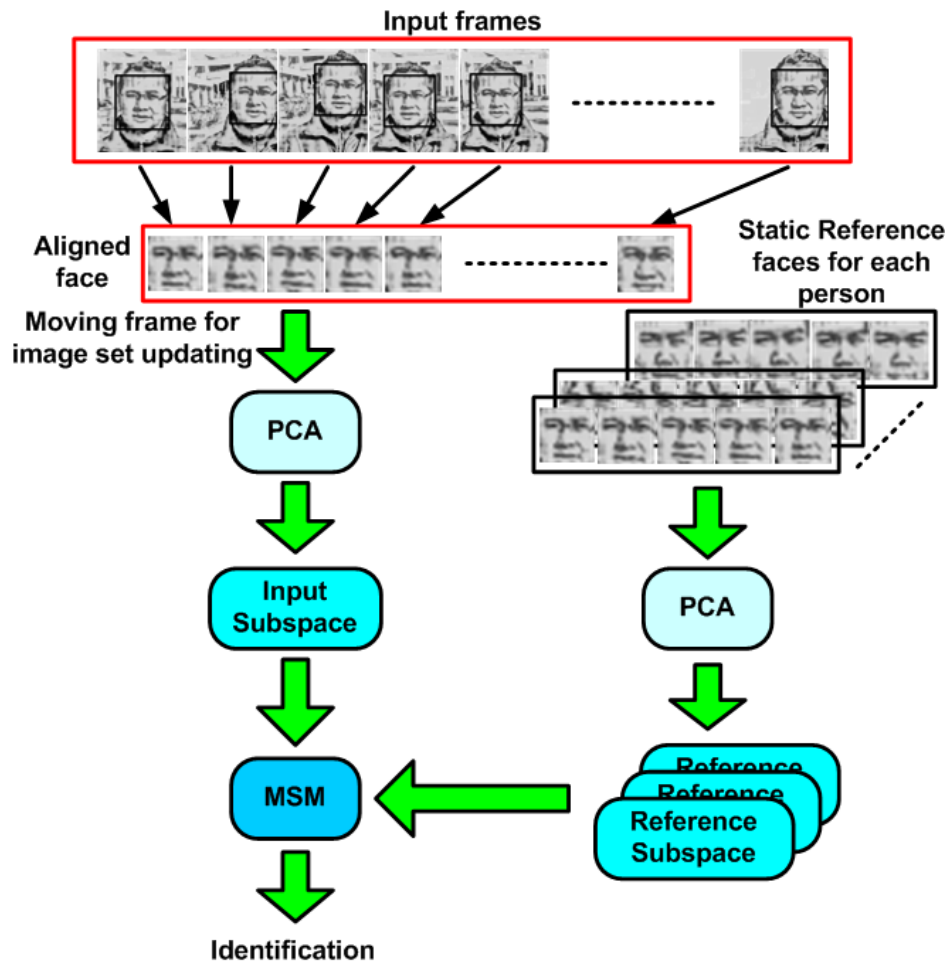 Input frames
Aligned
face
Static Reference
faces for each
person
Moving frame for
image set updating
PCA
Input
Subspace
PCA
MSM
Reference
Reference
Reference
Subspace
Identification